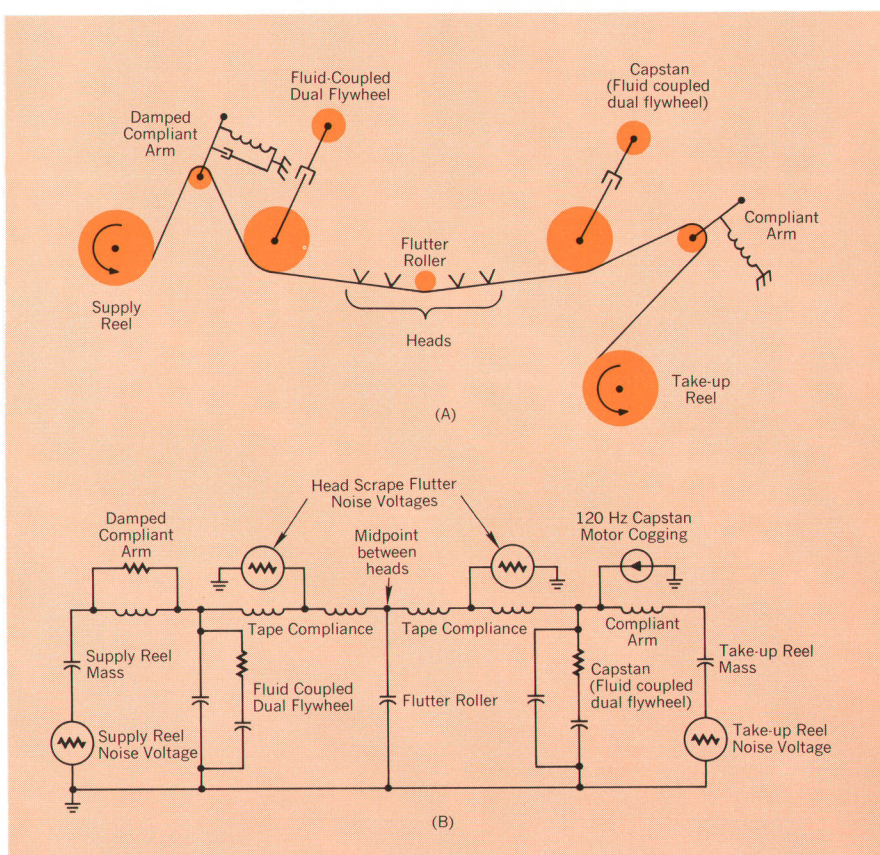 Fluid-Coupled
Dual Flywheel
Capstan
(Fluid coupled
dual flywheel)
Damped
Compliant
Arm
Compliant
Arm
Flutter
Roller
Supply
Reel
Heads
Take-up
Reel
(A)
Head Scrape Flutter
Noise Voltages
Damped
Compliant
Arm
Midpoint
between
heads
120 Hz Capstan
Motor Cogging
Tape Compliance
Tape Compliance
Compliant
Arm
Supply Reel
Mass
Take-up Reel
Mass
Fluid Coupled
Dual Flywheel
Flutter Roller
Capstan
(Fluid coupled
dual flywheel)
Supply Reel
Noise Voltage
Take-up Reel
Noise Voltage
(B)